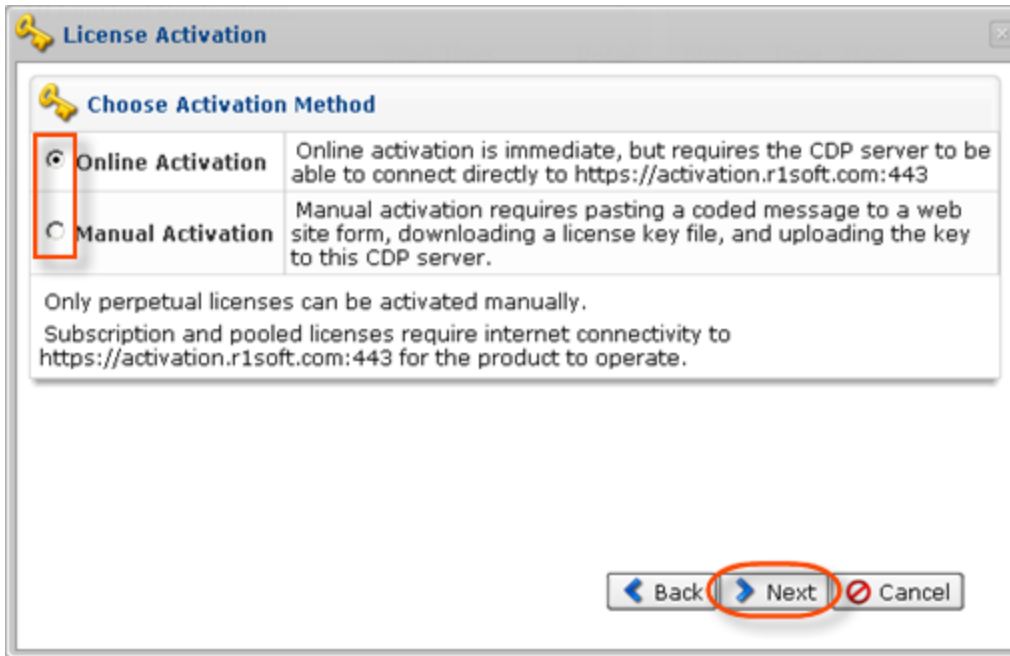 License Activation
Choose Activation Method
Online Activation
Online activation is immediate, but requires the CDP server to be
able to connect directly to https://activation.r1soft.com:443
Manual Activation
Manual activation requires pasting a coded message to a web
site form, downloading a license key file, and uploading the key
to this CDP server.
Only perpetual licenses can be activated manually.
Subscription and pooled licenses require internet connectivity to
https://activation.r1soft.com:443 for the product to operate.
Back
Next
Cancel